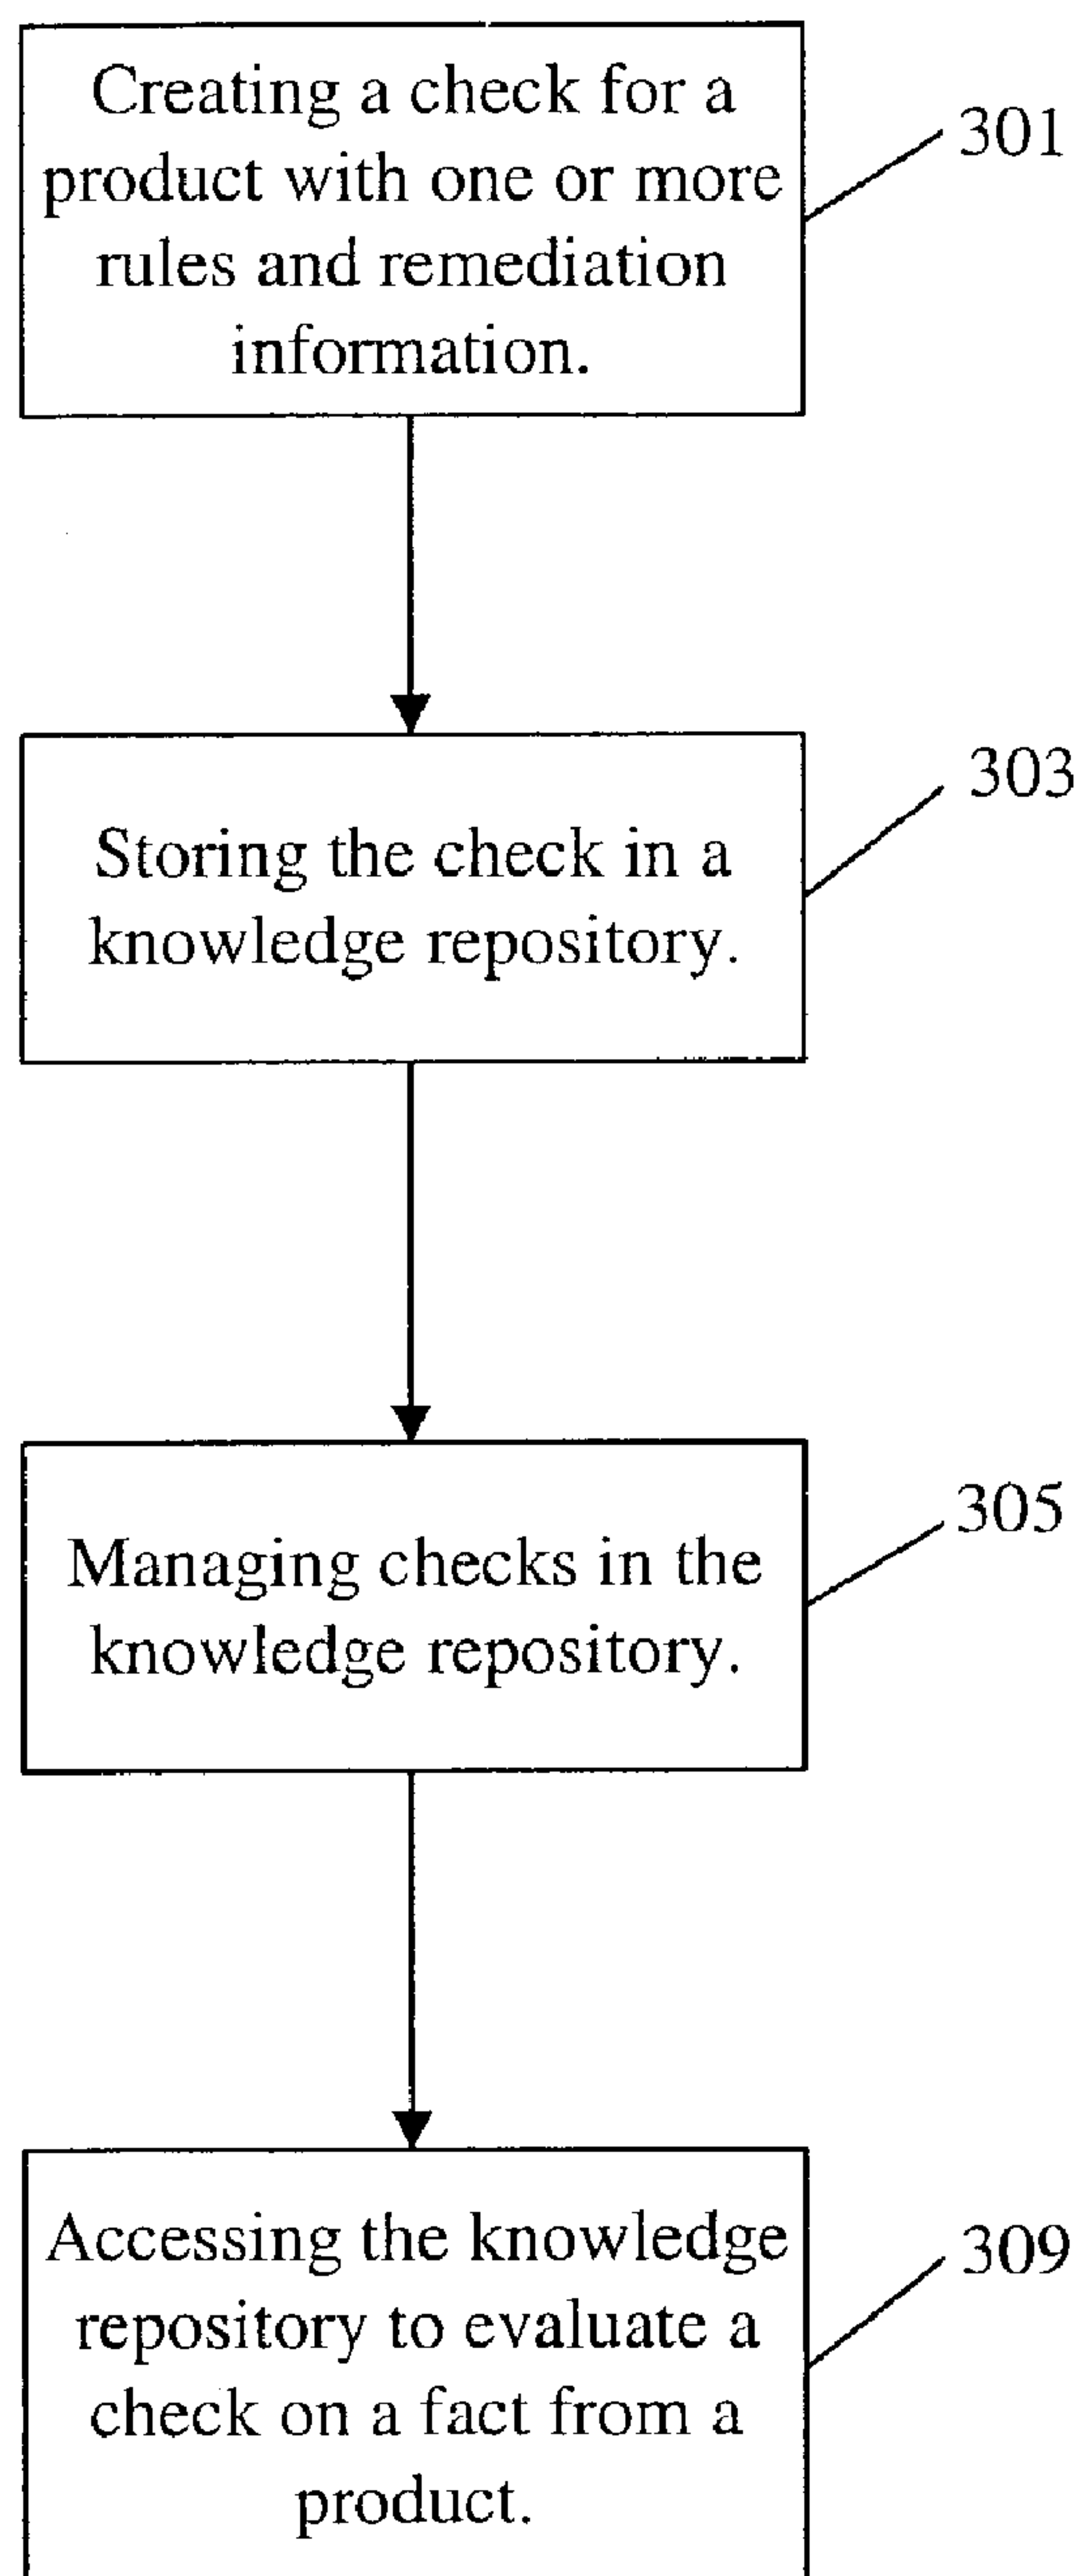 Creating a check for a
product with one or more
rules and remediation
information.
301
Storing the check in a
knowledge repository.
303
Managing checks in the
knowledge repository.
305
Accessing the knowledge
repository to evaluate a
check on a fact from a
product.
309